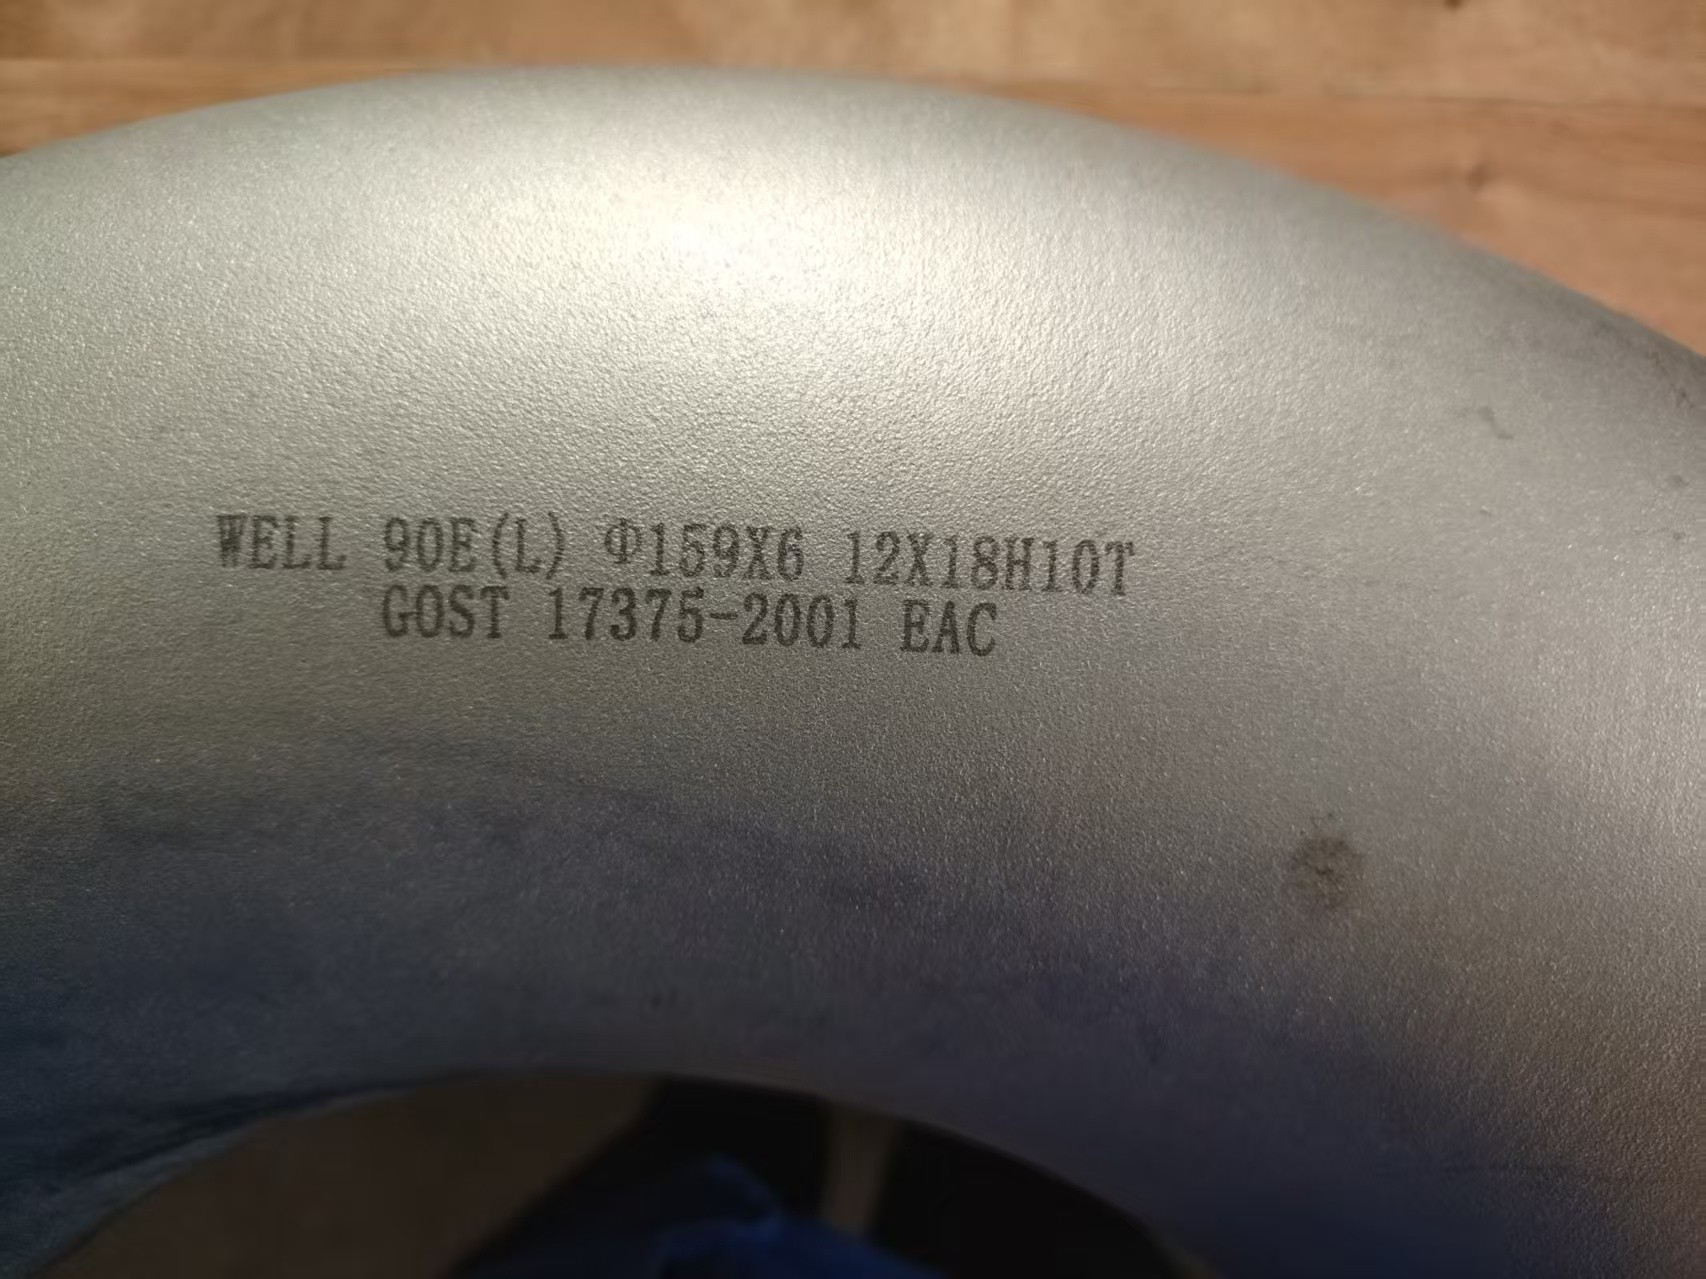 WELL 90E(L) Φ159X6 12X18H10T
GOST 17375-2001 EAC